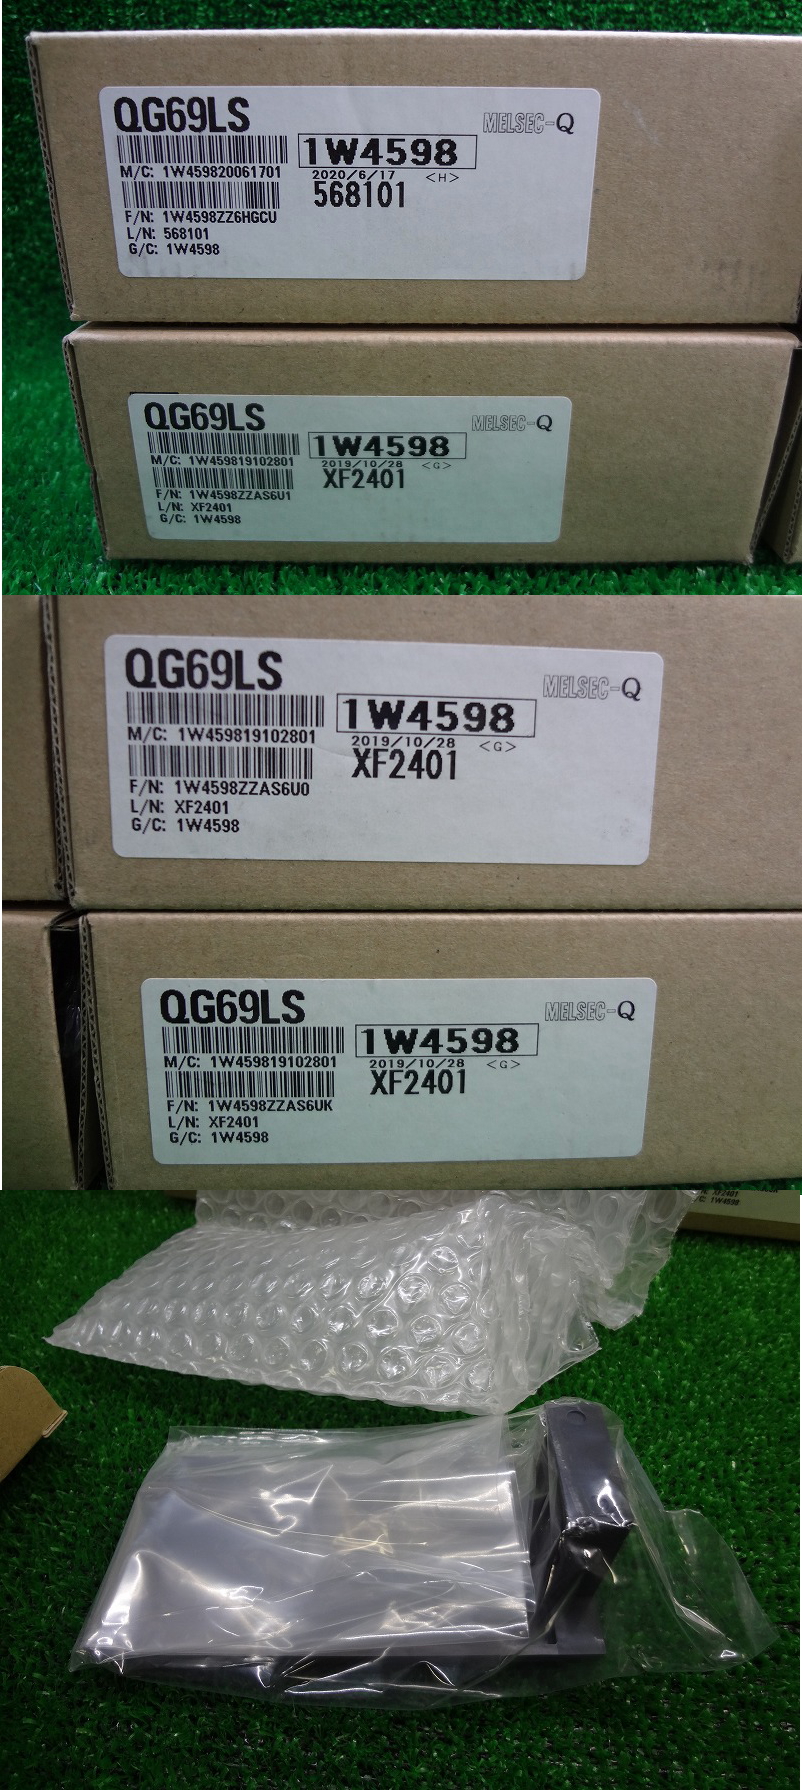 QG69LS
MELSEC-Q
1W4598
M/C: 1W459820061701
2020/6/17 <H>
568101
F/N: 1W4598ZZ6HGCU
L/N: 568101
G/C: 1W4598
QG69LS
MELSEC-Q
1W4598
M/C: 1W459819102801
2019/10/28 <G>
XF2401
F/N: 1W4598ZZAS6U1
L/N: XF2401
G/C: 1W4598
QG69LS
MELSEC-Q
1W4598
M/C: 1W459819102801
2019/10/28 <G>
XF2401
F/N: 1W4598ZZAS6U0
L/N: XF2401
G/C: 1W4598
QG69LS
MELSEC-Q
1W4598
M/C: 1W459819102801
2019/10/28 <G>
XF2401
F/N: 1W4598ZZAS6UK
L/N: XF2401
G/C: 1W4598
L/N: XF2401
G/C: 1W4598